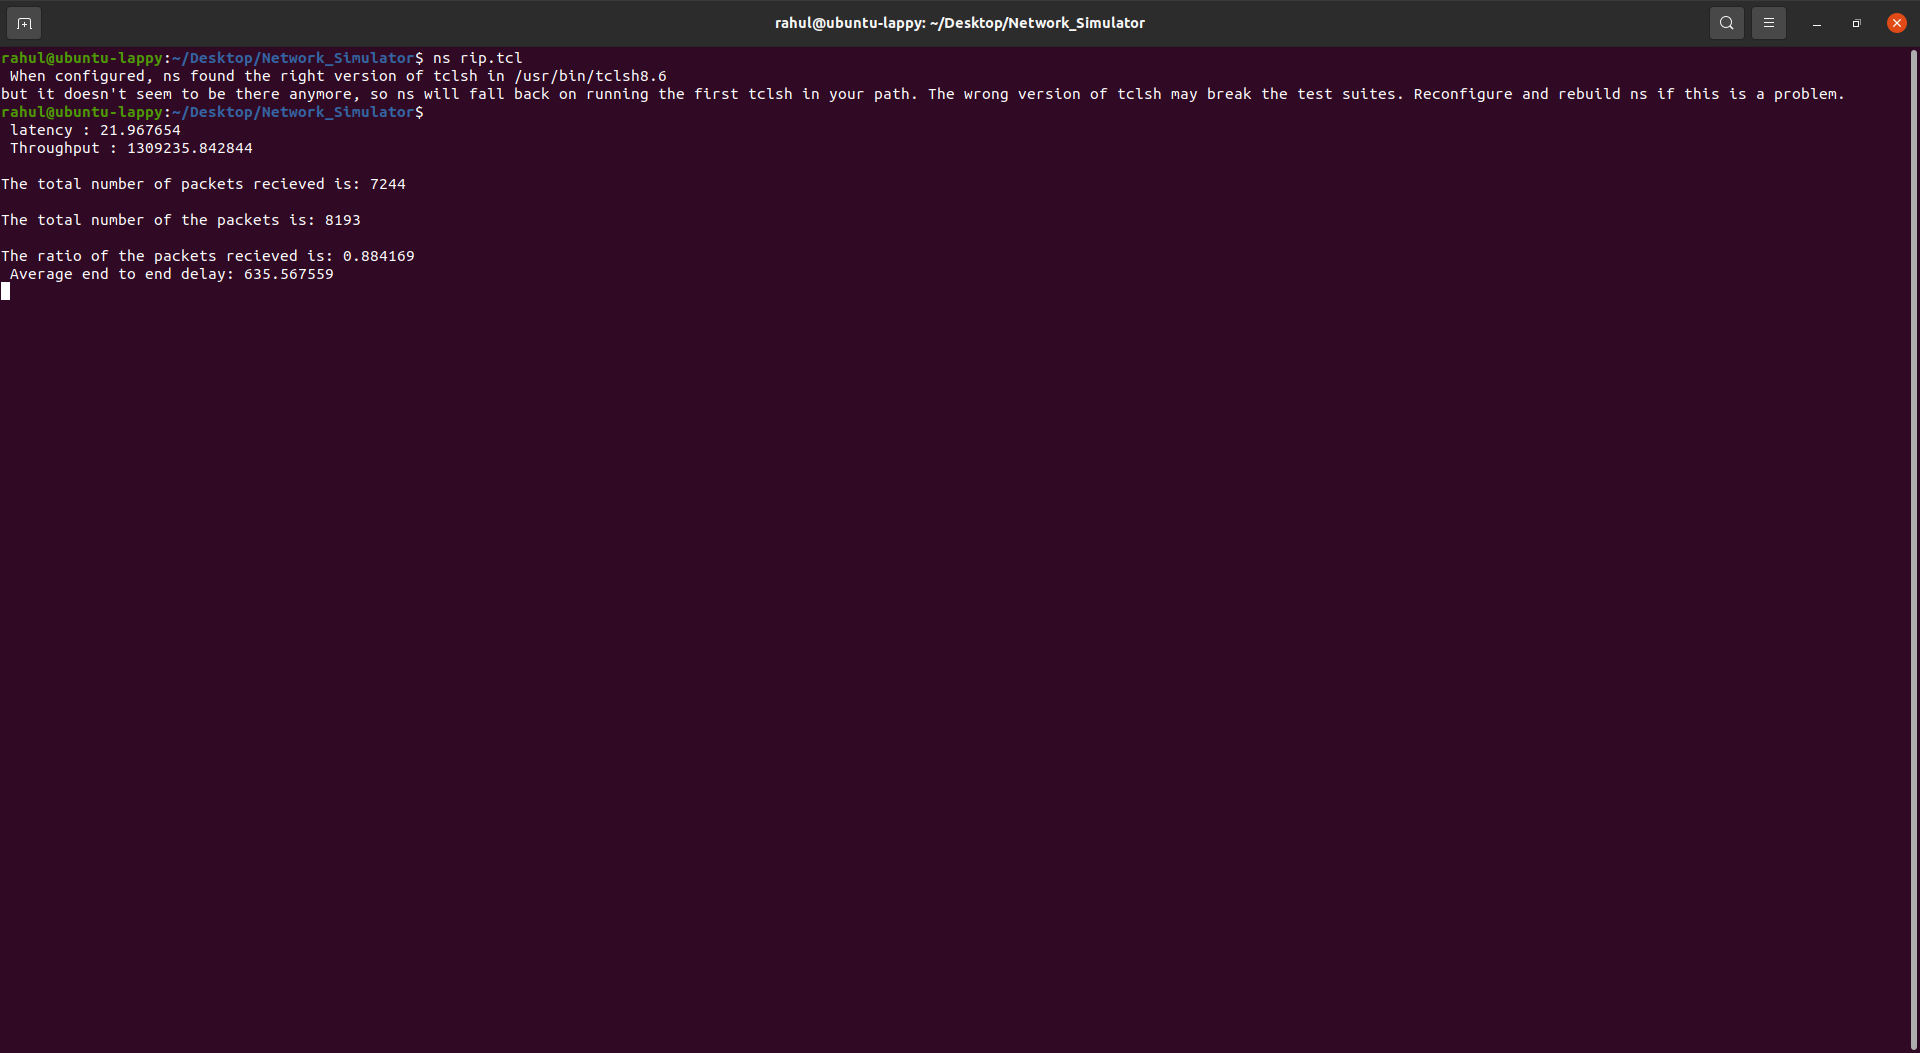 rahul@ubuntu-lappy: ~/Desktop/Network_Simulator
rahul@ubuntu-lappy:~/Desktop/Network_Simulator$ ns rip.tcl
When configured, ns found the right version of tclsh in /usr/bin/tclsh8.6
but it doesn't seem to be there anymore, so ns will fall back on running the first tclsh in your path. The wrong version of tclsh may break the test suites. Reconfigure and rebuild ns if this is a problem.
rahul@ubuntu-lappy:~/Desktop/Network_Simulator$
latency : 21.967654
Throughput : 1309235.842844
The total number of packets recieved is: 7244
The total number of the packets is: 8193
The ratio of the packets recieved is: 0.884169
Average end to end delay: 635.567559